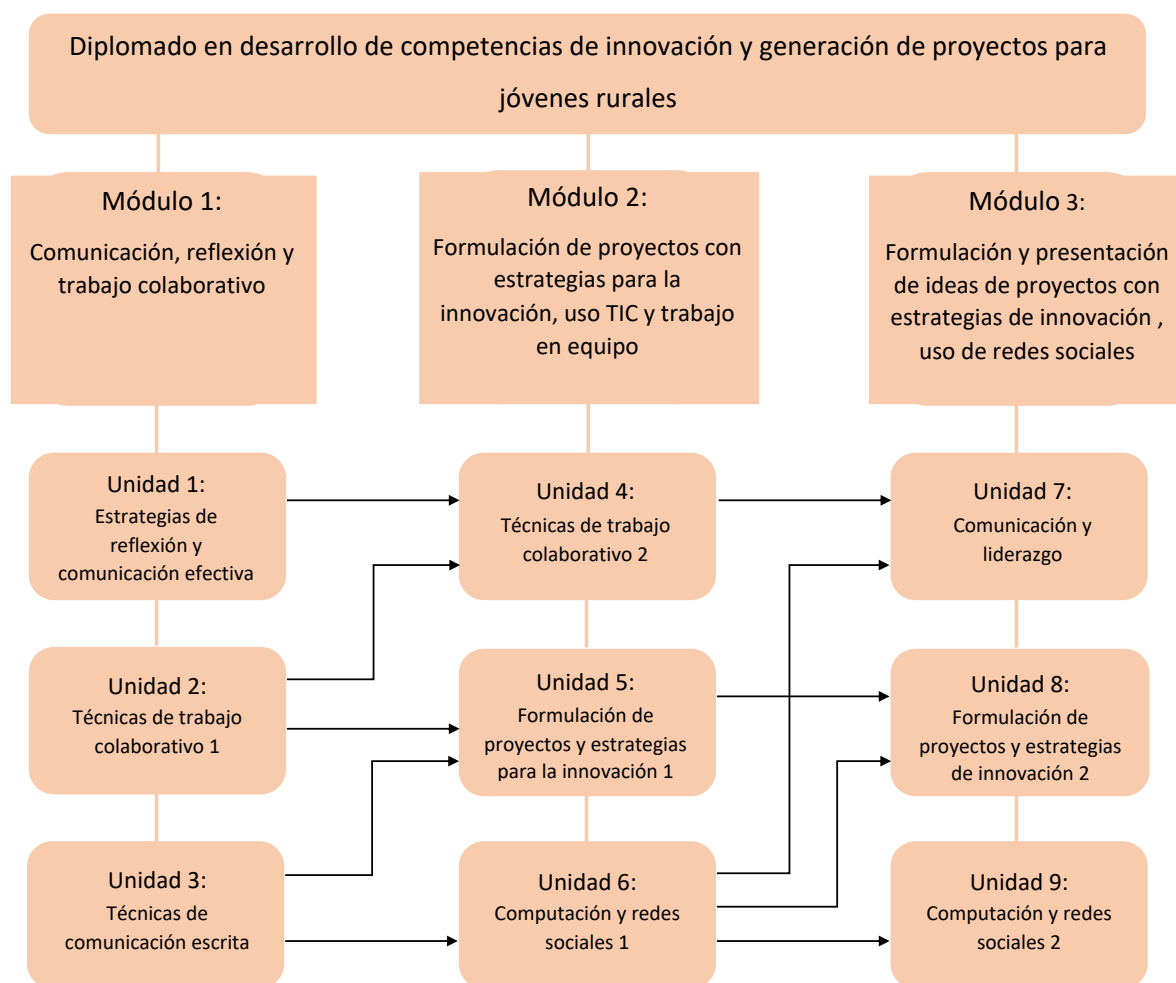 Diplomado en desarrollo de competencias de innovación y generación de proyectos para
jóvenes rurales
Módulo 1:
Comunicación, reflexión y
trabajo colaborativo
Módulo 2:
Formulación de proyectos con
estrategias para la
innovación, uso TIC y trabajo
en equipo
Módulo 3:
Formulación y presentación
de ideas de proyectos con
estrategias de innovación ,
uso de redes sociales
Unidad 1:
Estrategias de
reflexión y
comunicación efectiva
Unidad 4:
Técnicas de trabajo
colaborativo 2
Unidad 7:
Comunicación y
liderazgo
Unidad 2:
Técnicas de trabajo
colaborativo 1
Unidad 5:
Formulación de
proyectos y estrategias
para la innovación 1
Unidad 8:
Formulación de
proyectos y estrategias
de innovación 2
Unidad 3:
Técnicas de
comunicación escrita
Unidad 6:
Computación y redes
sociales 1
Unidad 9:
Computación y redes
sociales 2